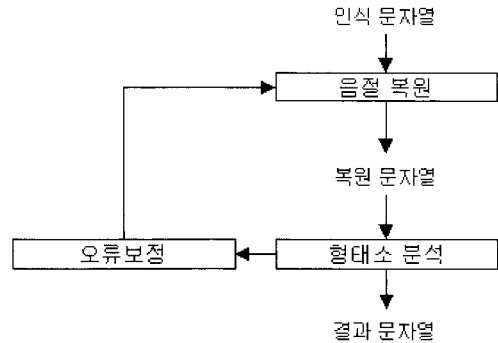 인식 문자열
음절 복원
복원 문자열
오류보정
형태소 분석
결과 문자열